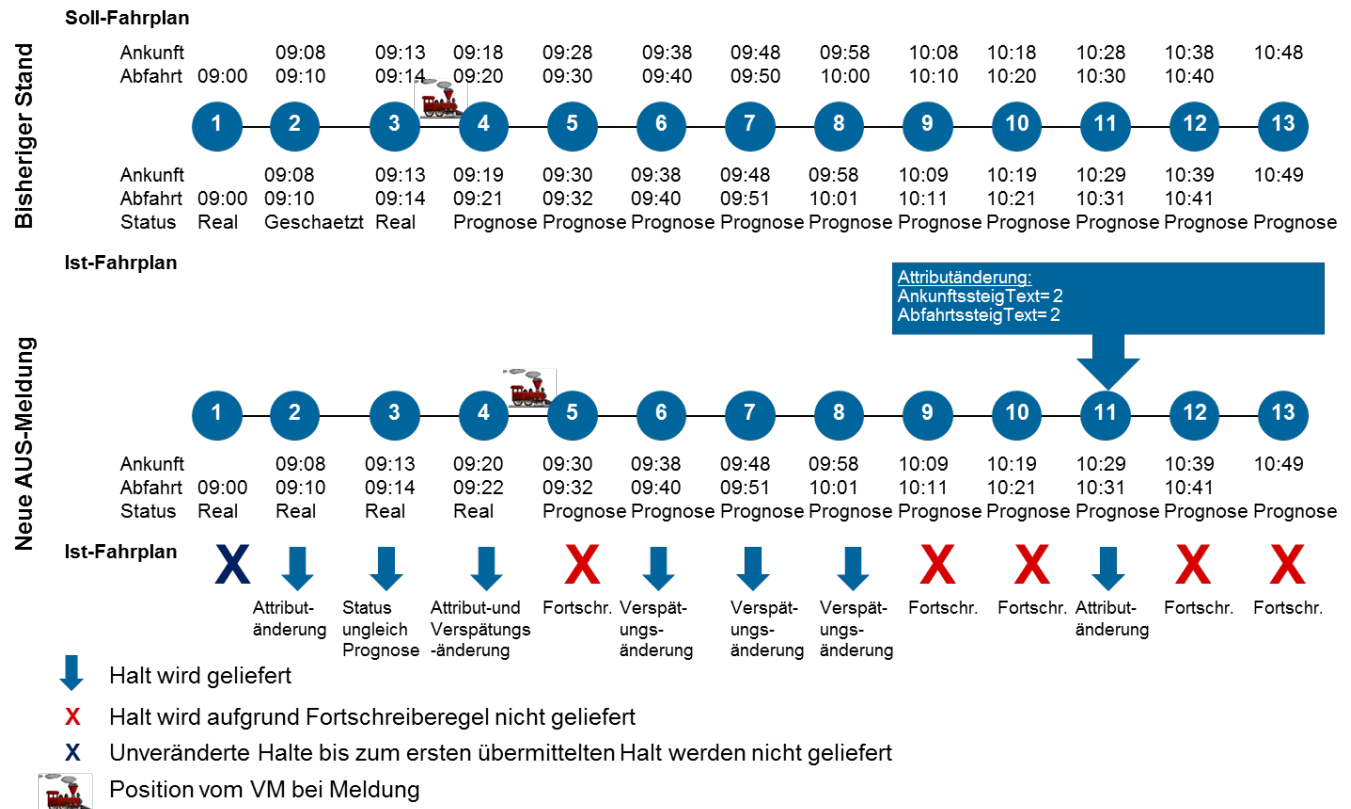 Soll-Fahrplan
Bisheriger Stand
Ankunft 09:08 09:13 09:18 09:28 09:38 09:48 09:58 10:08 10:18 10:28 10:38 10:48
Abfahrt 09:00 09:10 09:14 09:20 09:30 09:40 09:50 10:00 10:10 10:20 10:30 10:40
1 2 3 4 5 6 7 8 9 10 11 12 13
Ankunft 09:08 09:13 09:19 09:30 09:38 09:48 09:58 10:09 10:19 10:29 10:39 10:49
Abfahrt 09:00 09:10 09:14 09:21 09:32 09:40 09:51 10:01 10:11 10:21 10:31 10:41
Status Real Geschaetzt Real Prognose Prognose Prognose Prognose Prognose Prognose Prognose Prognose Prognose Prognose
Ist-Fahrplan
Attributänderung:
AnkunftssteigText= 2
AbfahrtssteigText= 2
Neue AUS-Meldung
1 2 3 4 5 6 7 8 9 10 11 12 13
Ankunft 09:08 09:13 09:20 09:30 09:38 09:48 09:58 10:09 10:19 10:29 10:39 10:49
Abfahrt 09:00 09:10 09:14 09:22 09:32 09:40 09:51 10:01 10:11 10:21 10:31 10:41
Status Real Real Real Real Prognose Prognose Prognose Prognose Prognose Prognose Prognose Prognose Prognose
Ist-Fahrplan
X X X X X X
Attribut- Status Attribut-und Fortschr. Verspät- Verspät- Verspät- Fortschr. Fortschr. Attribut- Fortschr. Fortschr.
änderung ungleich Verspätungs ungs- ungs- ungs- änderung
Prognose -änderung änderung änderung änderung
Halt wird geliefert
X Halt wird aufgrund Fortschreiberegel nicht geliefert
X Unveränderte Halte bis zum ersten übermittelten Halt werden nicht geliefert
Position vom VM bei Meldung